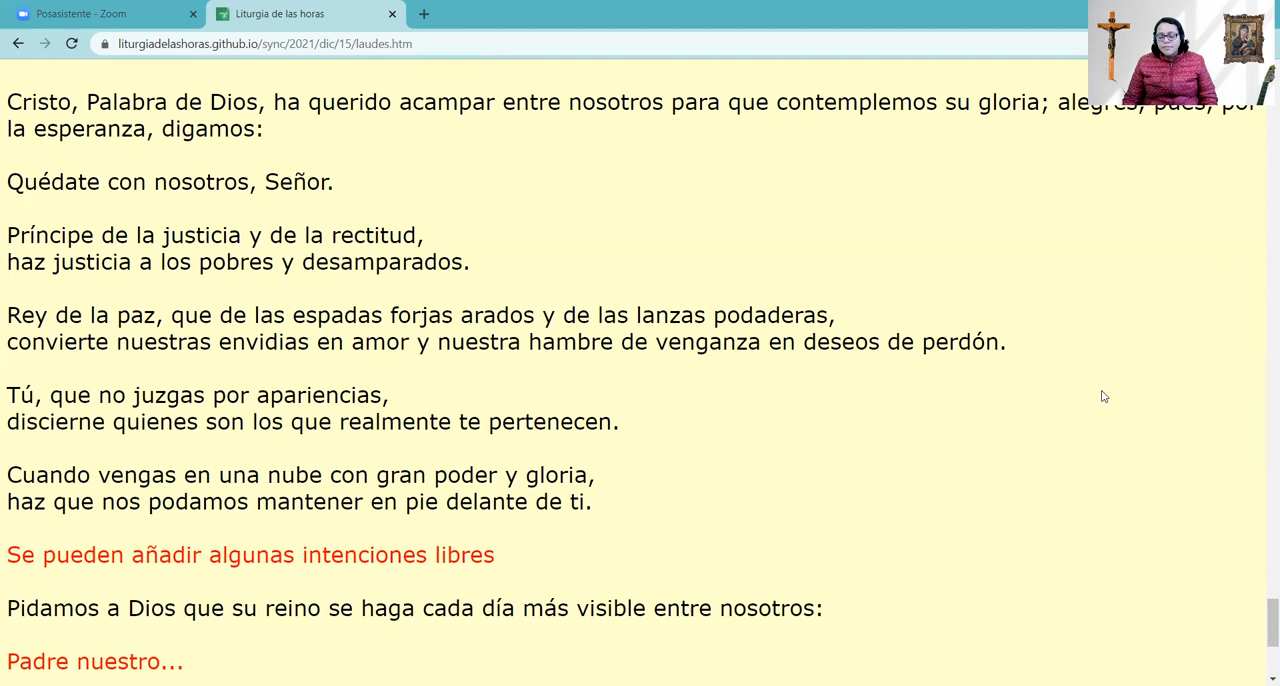 Posasistente - Zoom
Liturgia de las horas
liturgiadelashoras.github.io/sync/2021/dic/15/laudes.htm
Cristo, Palabra de Dios, ha querido acampar entre nosotros para que contemplemos su gloria; alegres, pues, por
la esperanza, digamos:
Quédate con nosotros, Señor.
Príncipe de la justicia y de la rectitud,
haz justicia a los pobres y desamparados.
Rey de la paz, que de las espadas forjas arados y de las lanzas podaderas,
convierte nuestras envidias en amor y nuestra hambre de venganza en deseos de perdón.
Tú, que no juzgas por apariencias,
discierne quienes son los que realmente te pertenecen.
Cuando vengas en una nube con gran poder y gloria,
haz que nos podamos mantener en pie delante de ti.
Se pueden añadir algunas intenciones libres
Pidamos a Dios que su reino se haga cada día más visible entre nosotros:
Padre nuestro...